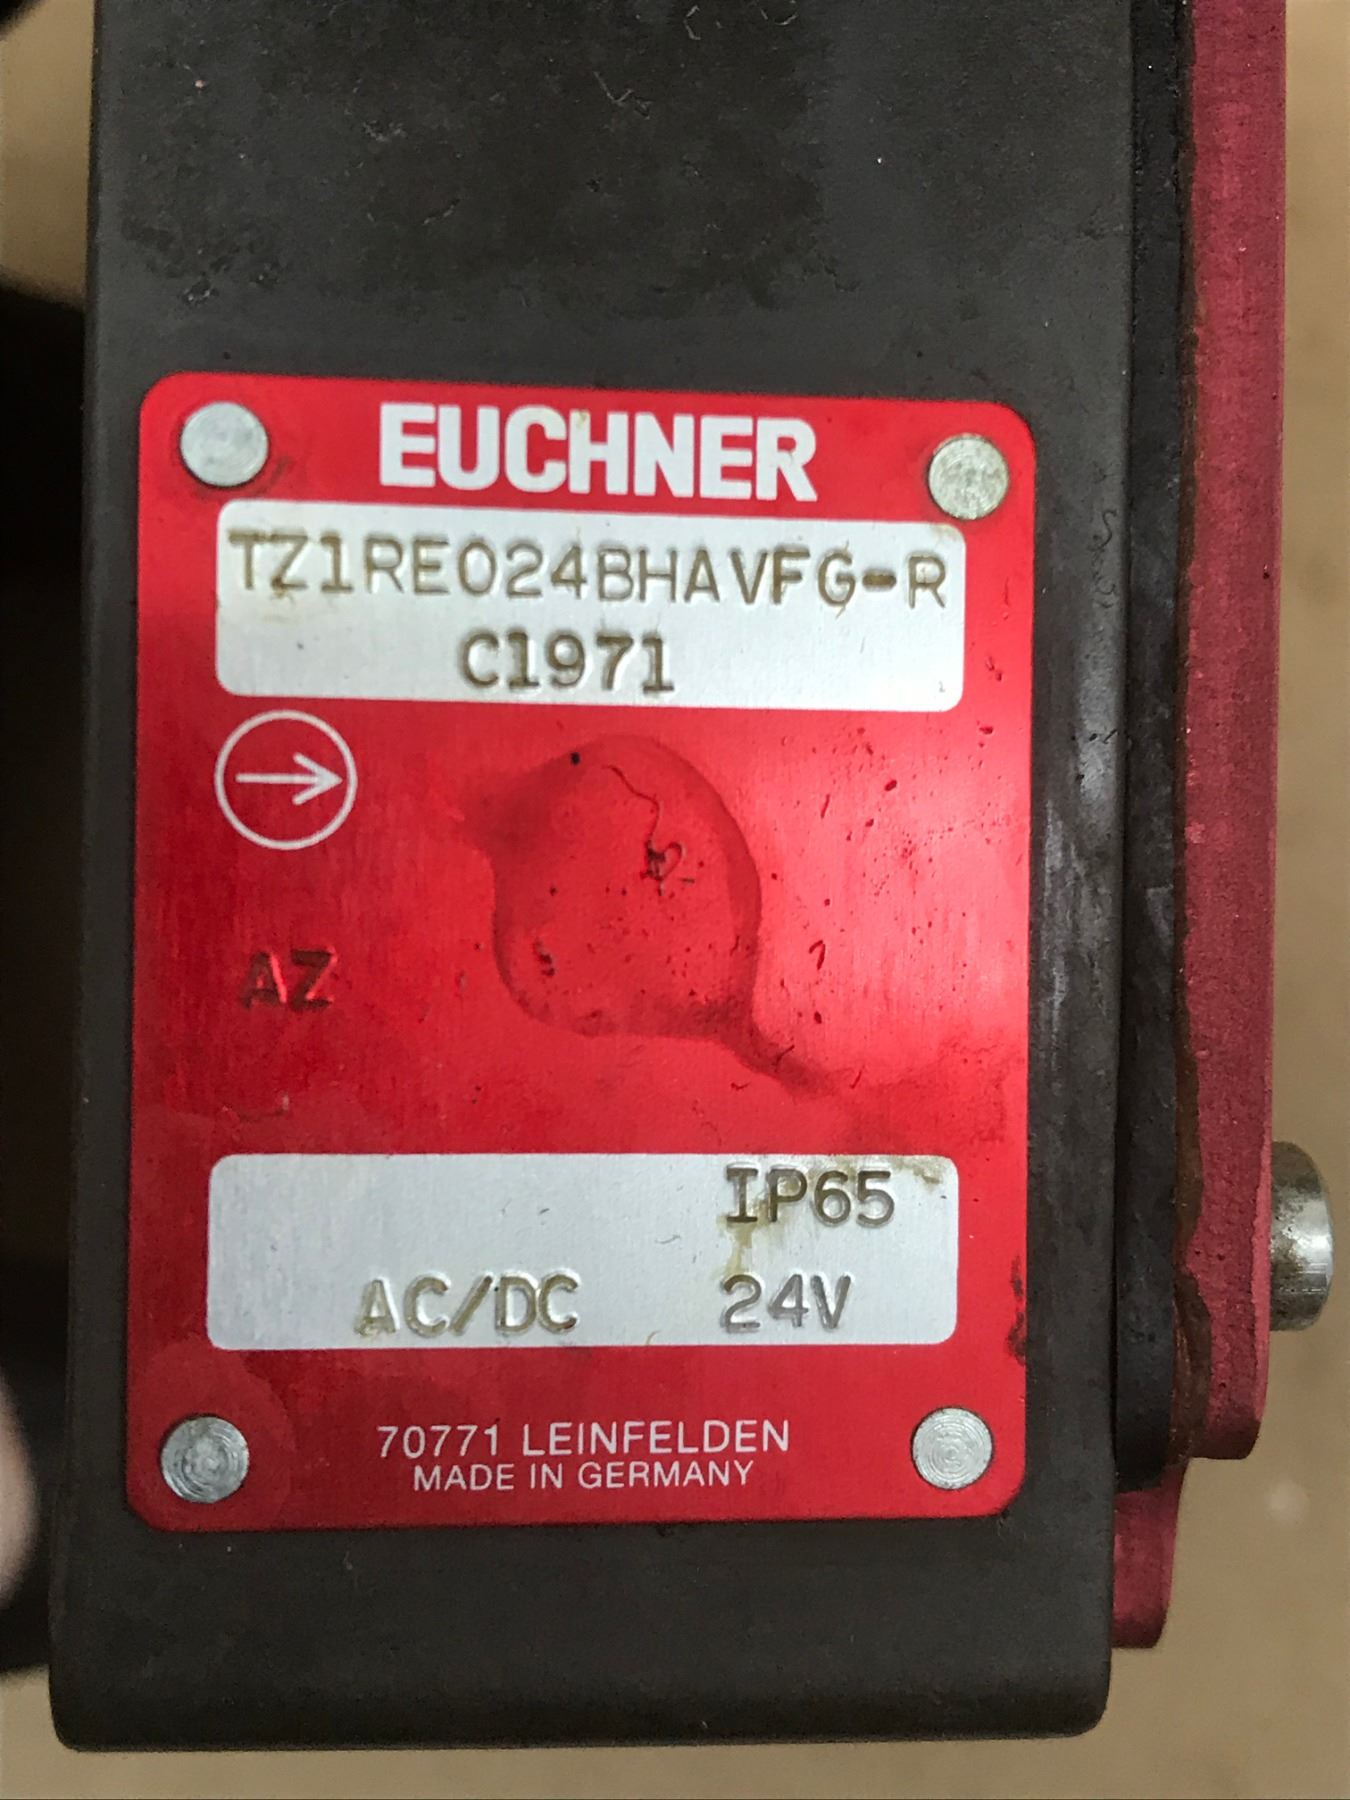 EUCHNER
TZ1RE024BHAVFG-R
C1971
AZ
IP65
AC/DC 24V
70771 LEINFELDEN
MADE IN GERMANY